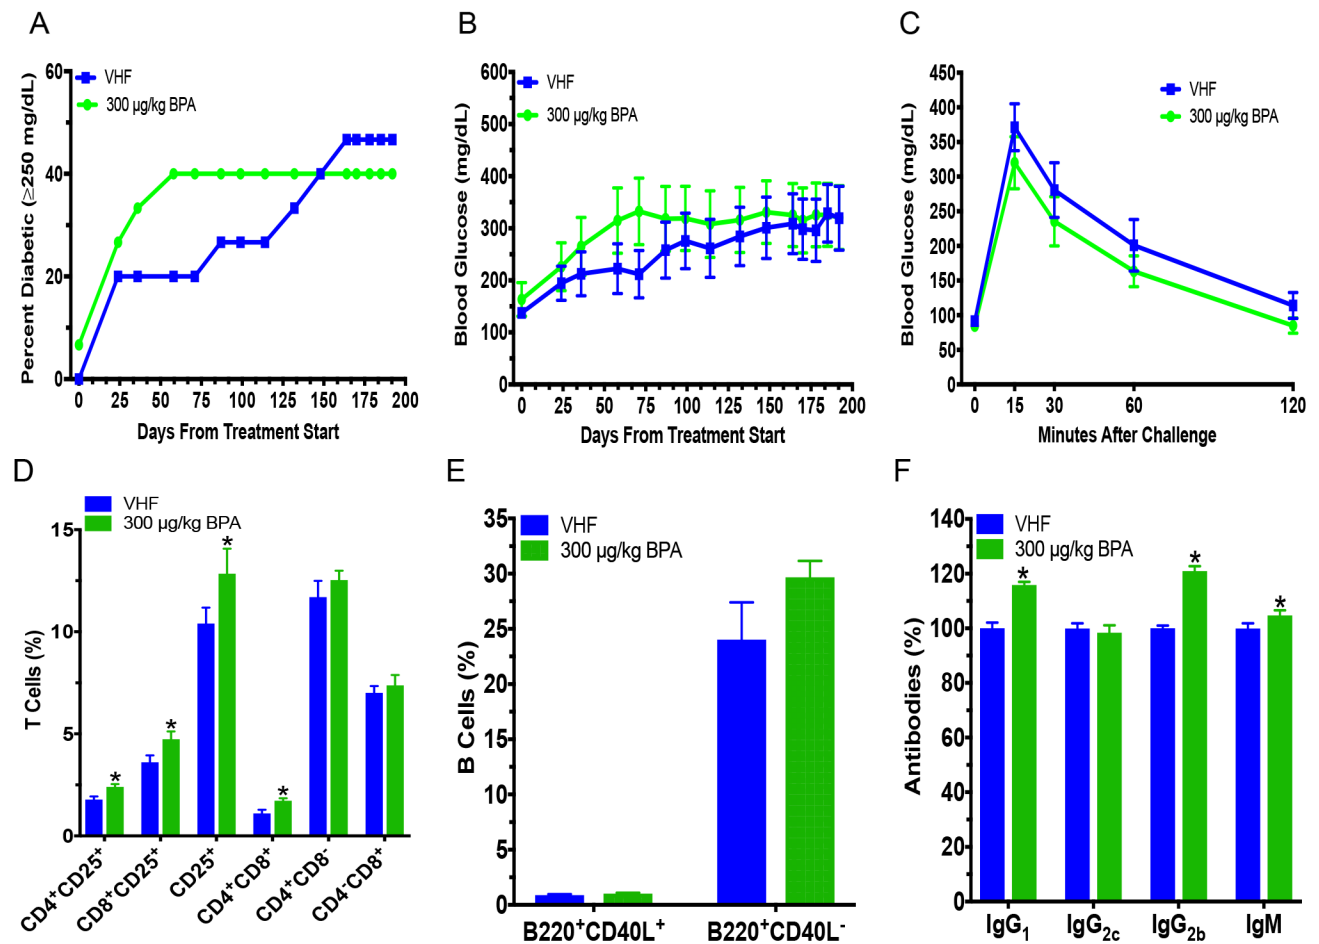 A
Percent Diabetic (≥250 mg/dL)
VHF
300 µg/kg BPA
60
40
20
0
0 25 50 75 100 125 150 175 200
Days From Treatment Start
B
Blood Glucose (mg/dL)
VHF
300 µg/kg BPA
600
500
400
300
200
100
0
0 25 50 75 100 125 150 175 200
Days From Treatment Start
C
Blood Glucose (mg/dL)
VHF
300 µg/kg BPA
450
400
350
300
250
200
150
100
50
0
0 15 30 60 120
Minutes After Challenge
D
VHF
300 µg/kg BPA
T Cells (%)
15
10
5
0
* * * *
CD4⁺CD25⁺
CD8⁺CD25⁺
CD25⁺
CD4⁺CD8⁺
CD4⁺CD8⁻
CD4⁻CD8⁺
E
VHF
300 µg/kg BPA
B Cells (%)
35
30
25
20
15
10
5
0
B220⁺CD40L⁺ B220⁺CD40L⁻
F
VHF
300 µg/kg BPA
Antibodies (%)
140
120
100
80
60
40
20
0
* * *
IgG₁ IgG₂c IgG₂b IgM